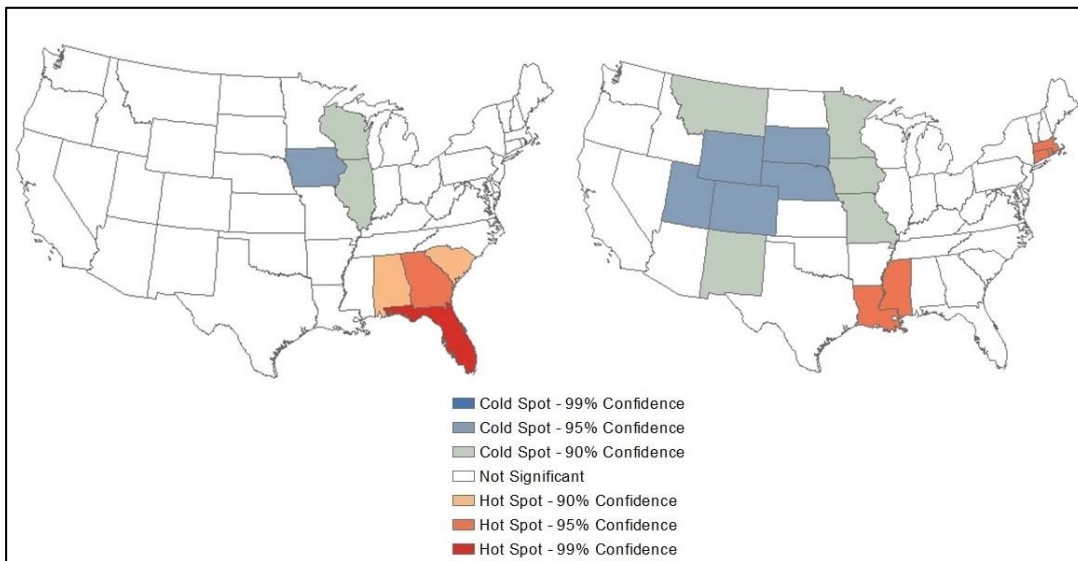 Cold Spot - 99% Confidence
Cold Spot - 95% Confidence
Cold Spot - 90% Confidence
Not Significant
Hot Spot - 90% Confidence
Hot Spot - 95% Confidence
Hot Spot - 99% Confidence